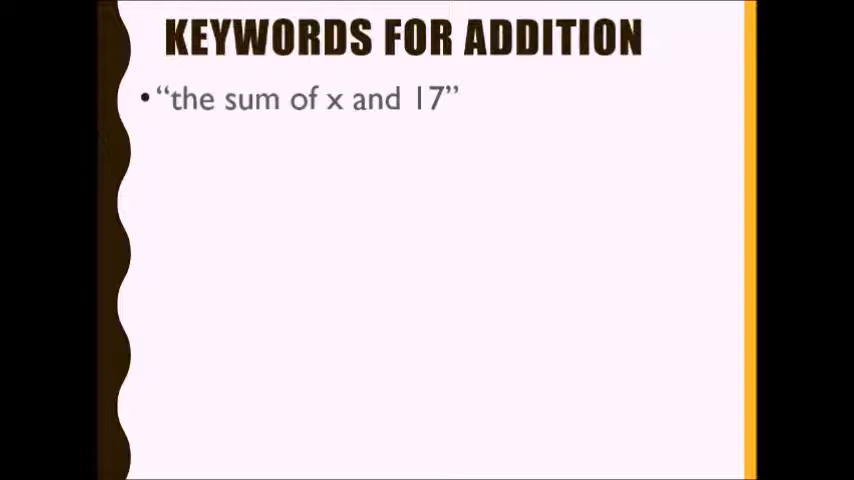 KEYWORDS FOR ADDITION
• “the sum of x and 17”